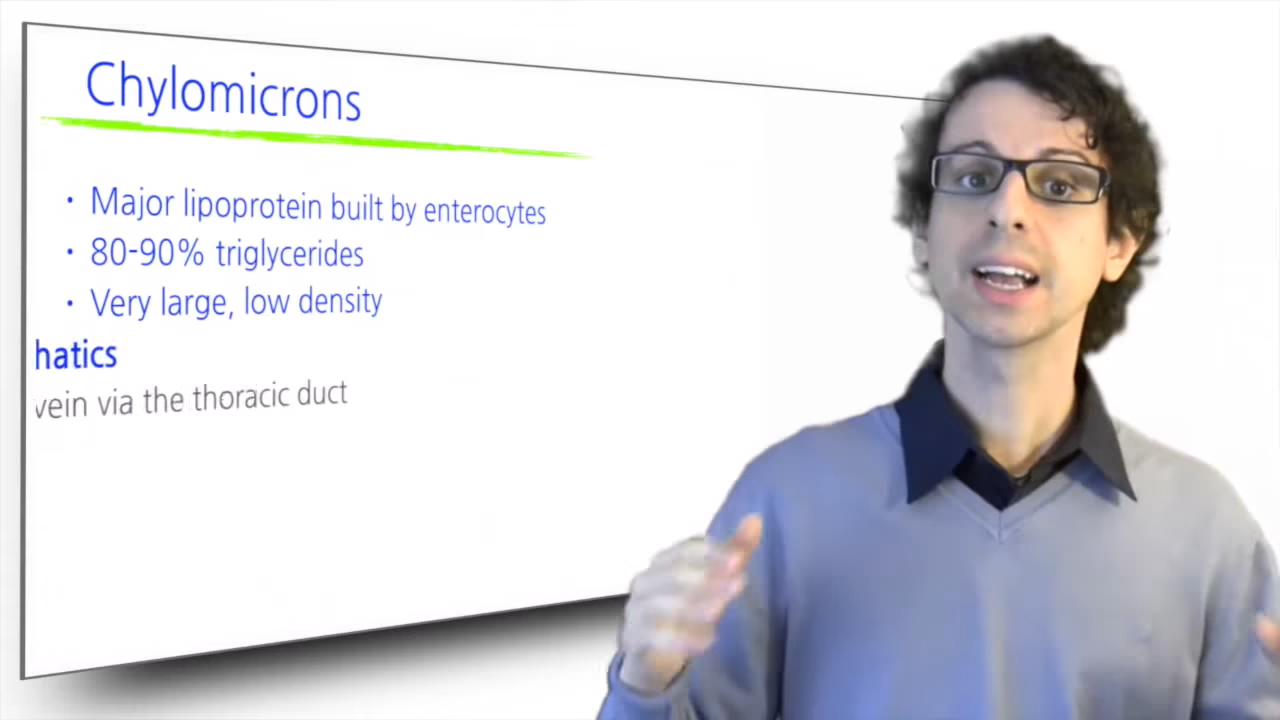 Chylomicrons
• Major lipoprotein built by enterocytes
• 80-90% triglycerides
• Very large, low density
hatics
vein via the thoracic duct